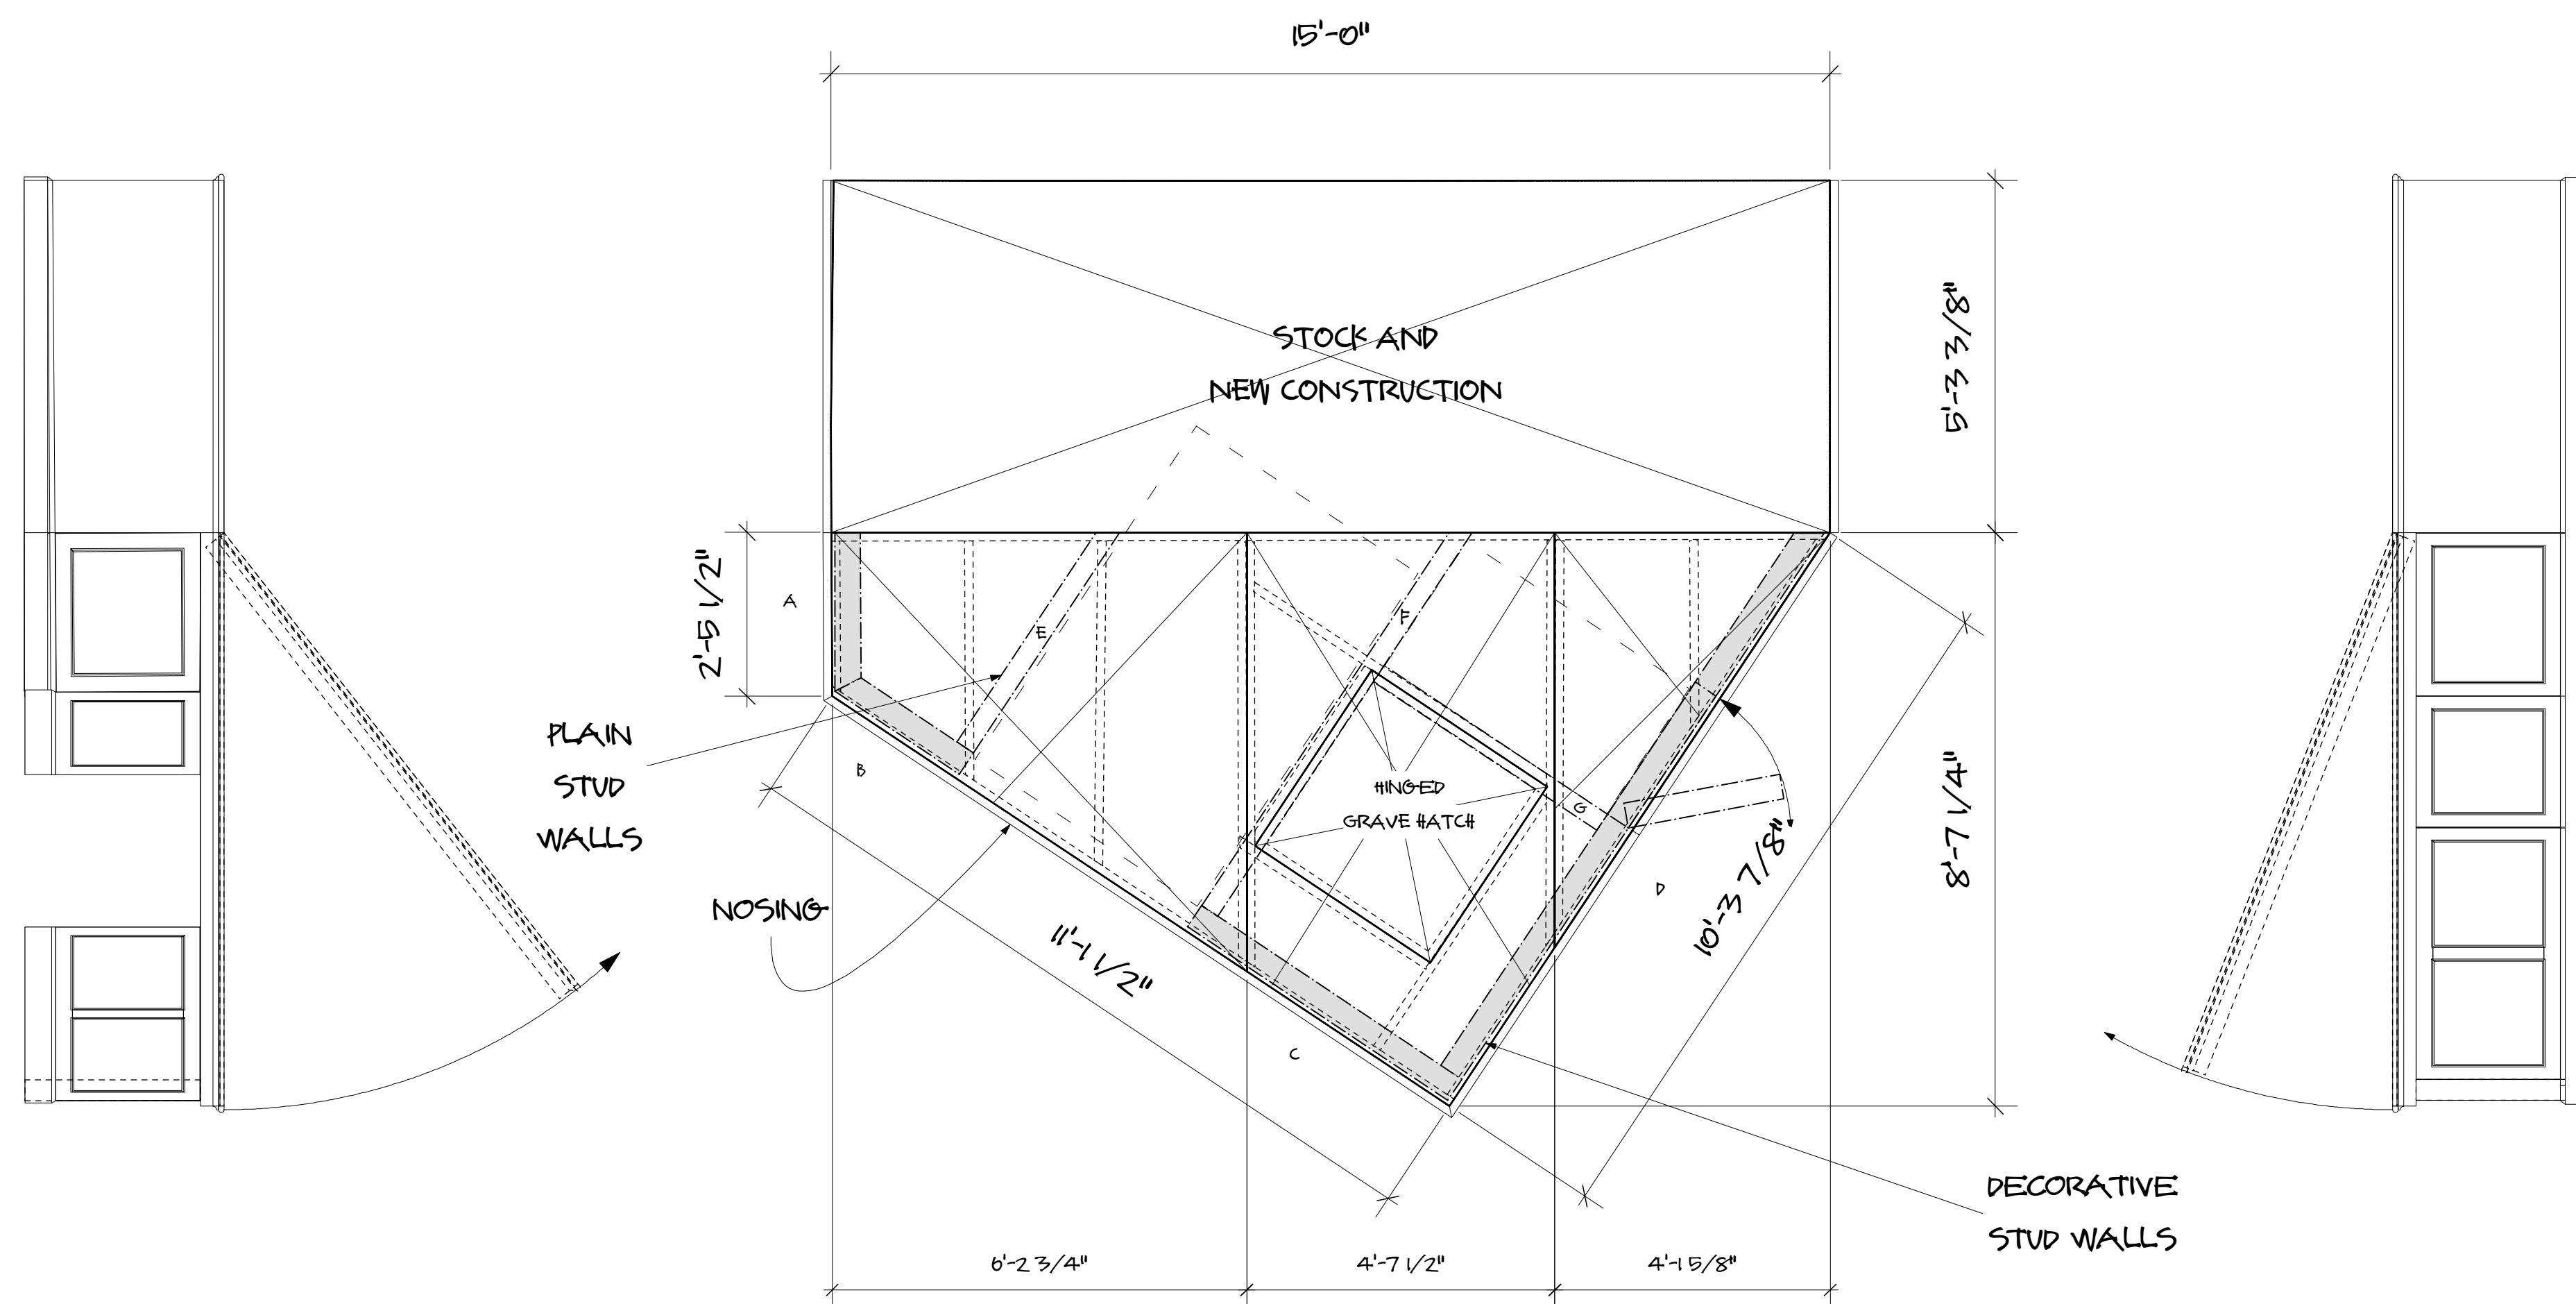 15'-0"
STOCK AND
NEW CONSTRUCTION
5'-3 3/8"
2'-5 1/2"
A
E
F
PLAIN
STUD
WALLS
B
HINGED
GRAVE HATCH
G
D
8'-7 1/4"
10'-3 7/8"
NOSING
11'-1 1/2"
C
DECORATIVE
STUD WALLS
6'-2 3/4"
4'-7 1/2"
4'-1 5/8"